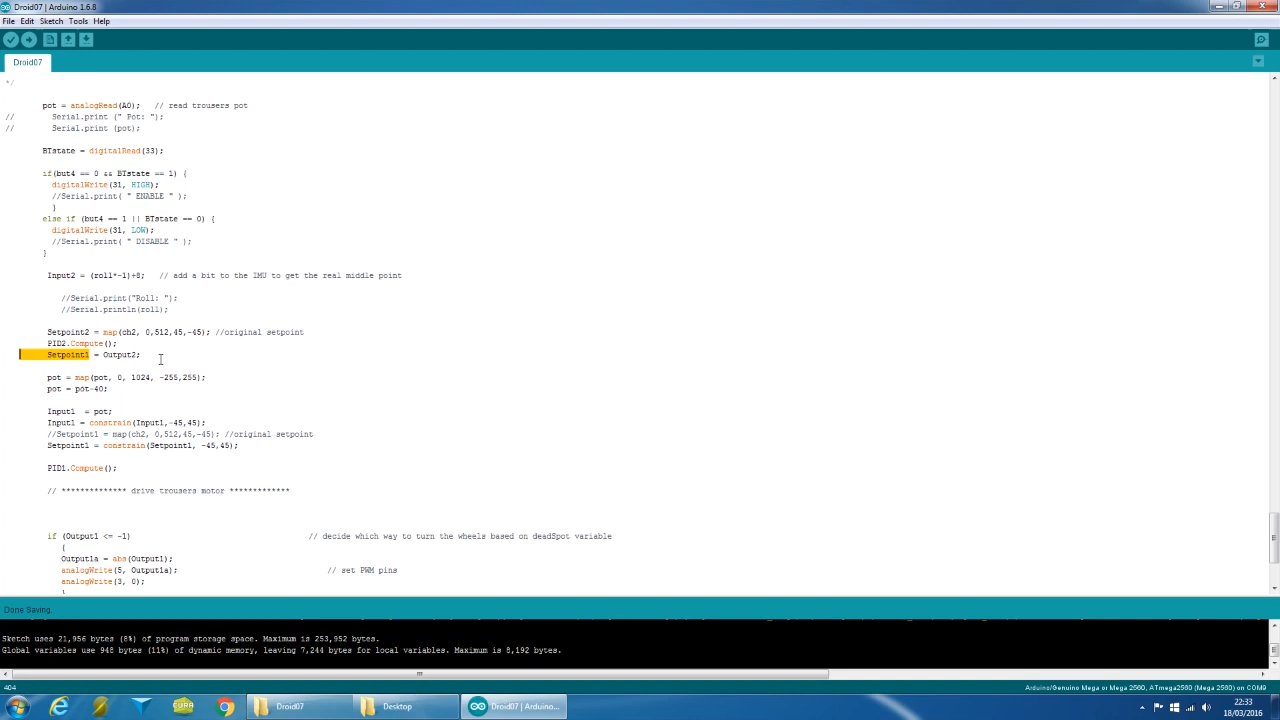 Droid07 | Arduino 1.6.8
File Edit Sketch Tools Help
Droid07
*/
pot = analogRead(A0); // read trousers pot
// Serial.print (" Pot: ");
// Serial.print (pot);
BTstate = digitalRead(33);
if(but4 == 0 && BTstate == 1) {
digitalWrite(31, HIGH);
//Serial.print( " ENABLE " );
}
else if (but4 == 1 || BTstate == 0) {
digitalWrite(31, LOW);
//Serial.print( " DISABLE " );
}
Input2 = (roll*-1)+8; // add a bit to the IMU to get the real middle point
//Serial.print("Roll: ");
//Serial.println(roll);
Setpoint2 = map(ch2, 0,512,45,-45); //original setpoint
PID2.Compute();
Setpoint1 = Output2;
pot = map(pot, 0, 1024, -255,255);
pot = pot-40;
Input1 = pot;
Input1 = constrain(Input1,-45,45);
//Setpoint1 = map(ch2, 0,512,45,-45); //original setpoint
Setpoint1 = constrain(Setpoint1, -45,45);
PID1.Compute();
// ************** drive trousers motor *************
if (Output1 <= -1) // decide which way to turn the wheels based on deadSpot variable
{
Output1a = abs(Output1);
analogWrite(5, Output1a); // set PWM pins
analogWrite(3, 0);
Done Saving.
Sketch uses 21,956 bytes (8%) of program storage space. Maximum is 253,952 bytes.
Global variables use 948 bytes (11%) of dynamic memory, leaving 7,244 bytes for local variables. Maximum is 8,192 bytes.
404 Arduino/Genuino Mega or Mega 2560, ATmega2560 (Mega 2560) on COM9
CURA Droid07 Desktop Droid07 | Arduino... 22:33
18/03/2016